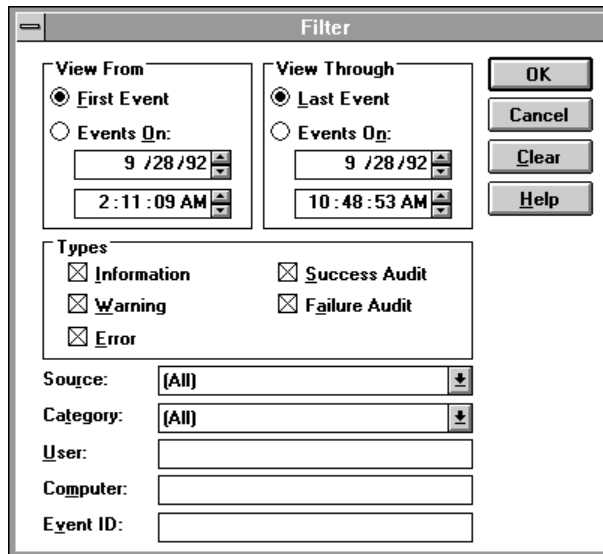 Filter
View From
First Event
Events On:
9 /28 /92
2 : 11 : 09 AM
View Through
Last Event
Events On:
9 /28 /92
10 : 48 : 53 AM
OK
Cancel
Clear
Help
Types
Information
Success Audit
Warning
Failure Audit
Error
Source: (All)
Category: (All)
User:
Computer:
Event ID: